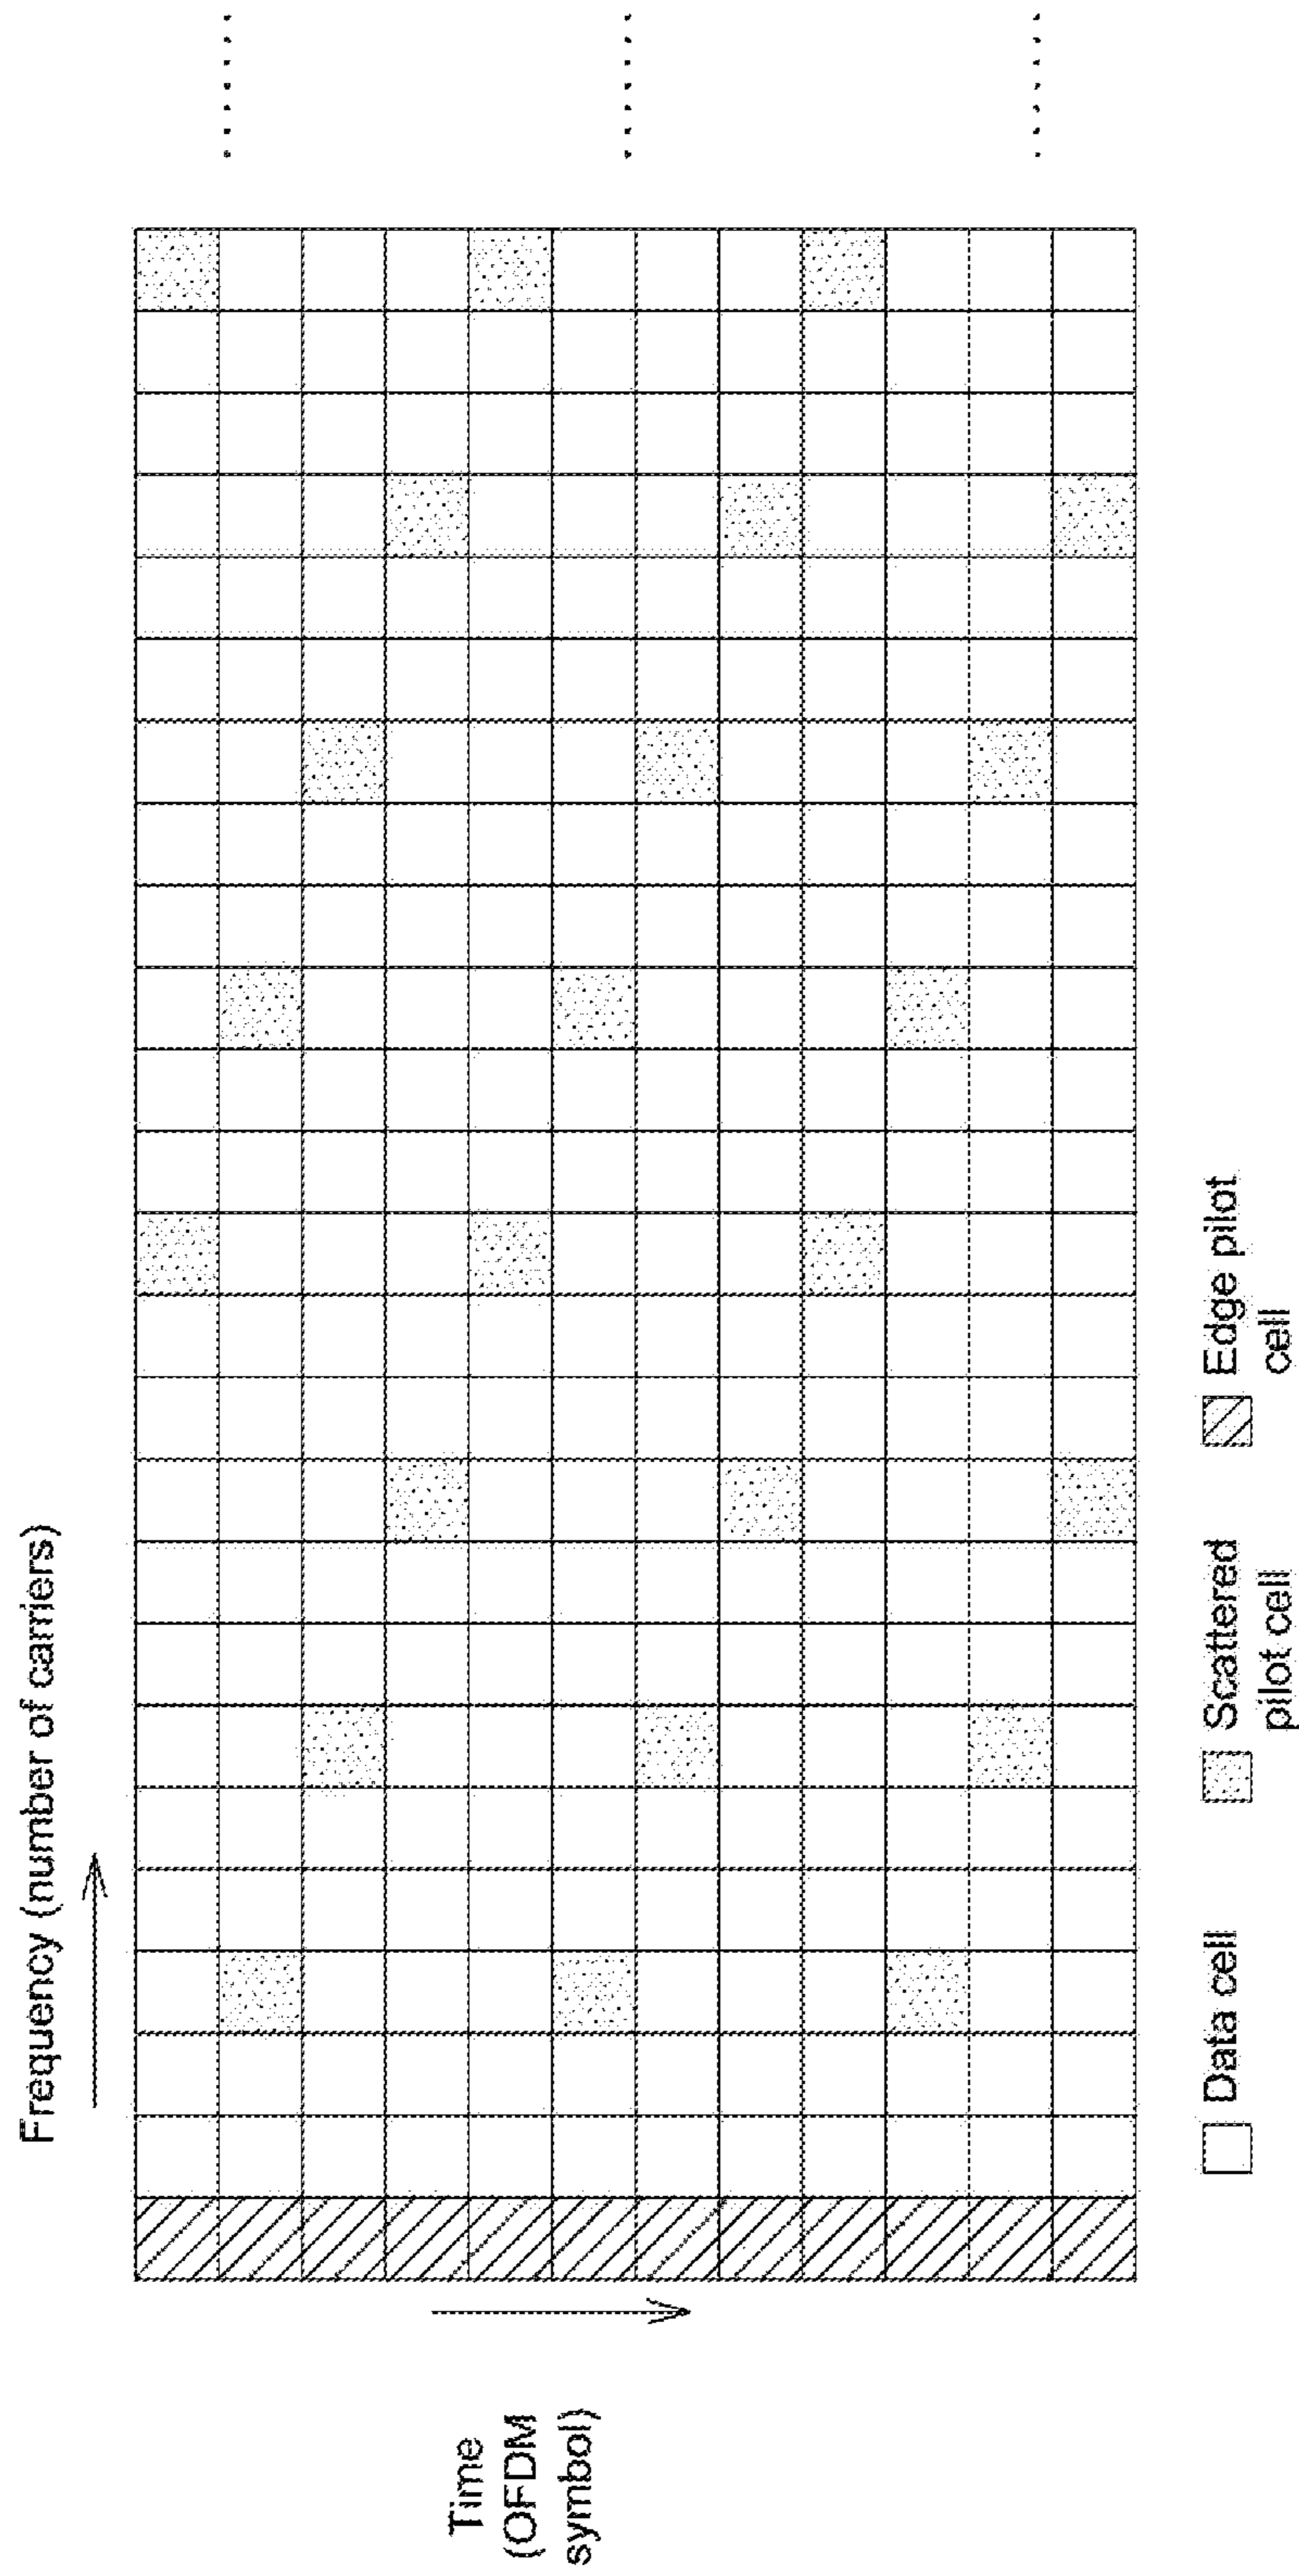 Frequency (number of carriers)
Time
(OFDM
symbol)
Data cell
Scattered
pilot cell
Edge pilot
cell